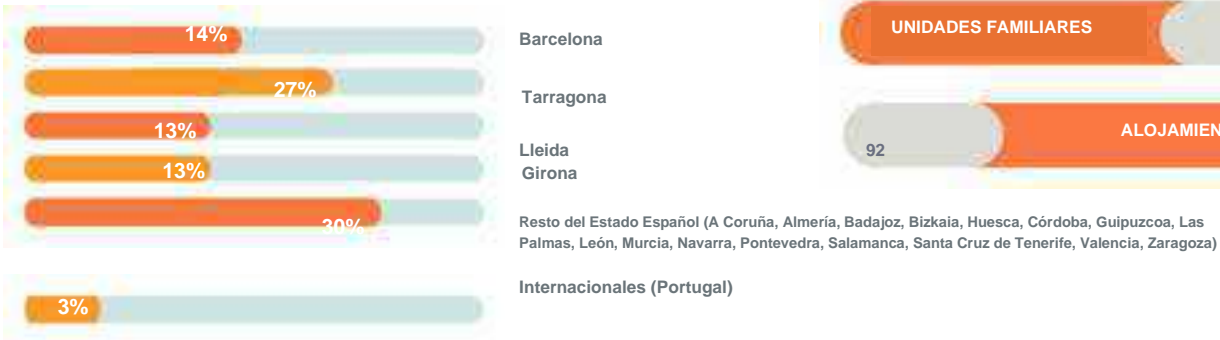 14%
Barcelona
27%
Tarragona
13%
Lleida
13%
Girona
30%
Resto del Estado Español (A Coruña, Almería, Badajoz, Bizkaia, Huesca, Córdoba, Guipuzcoa, Las
Palmas, León, Murcia, Navarra, Pontevedra, Salamanca, Santa Cruz de Tenerife, Valencia, Zaragoza)
3%
Internacionales (Portugal)
UNIDADES FAMILIARES
ALOJAMIEN
92